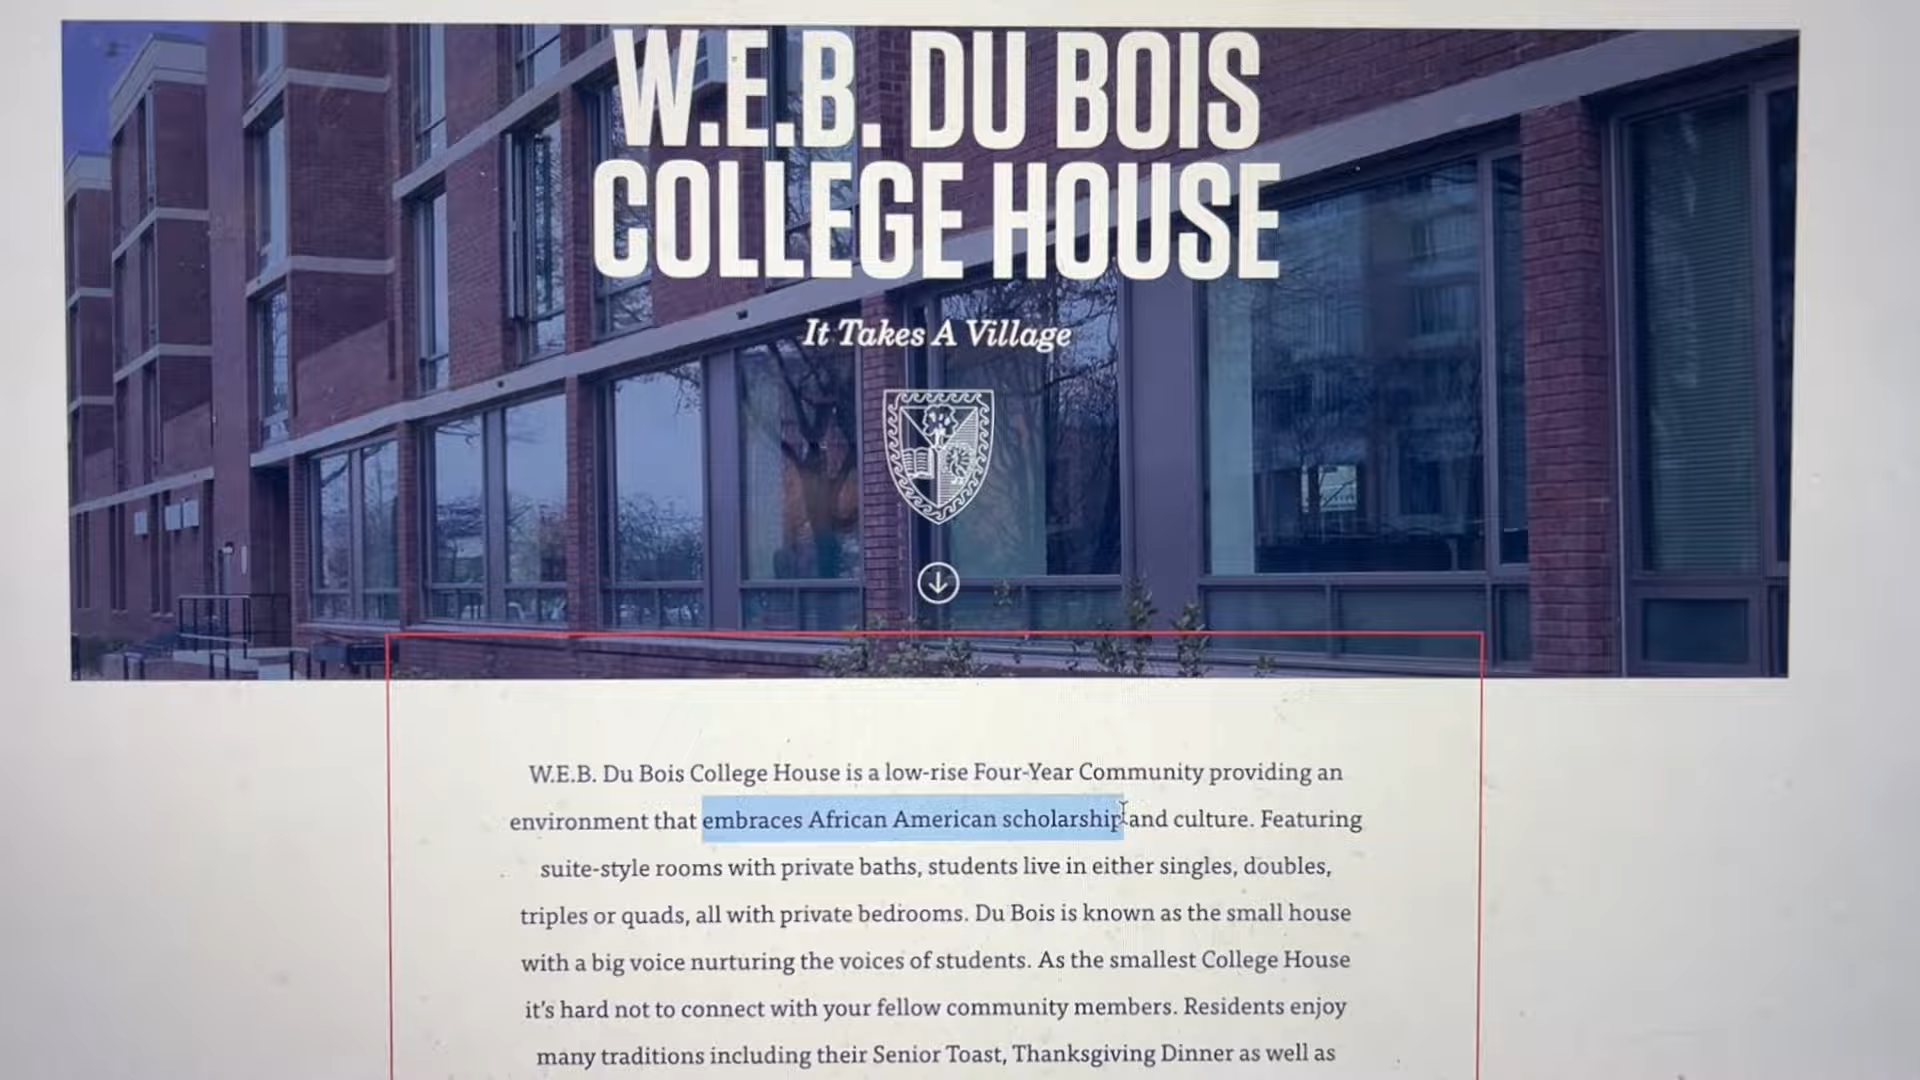 W.E.B. DU BOIS
COLLEGE HOUSE
It Takes A Village
W.E.B. Du Bois College House is a low-rise Four-Year Community providing an
environment that embraces African American scholarship and culture. Featuring
suite-style rooms with private baths, students live in either singles, doubles,
triples or quads, all with private bedrooms. Du Bois is known as the small house
with a big voice nurturing the voices of students. As the smallest College House
it's hard not to connect with your fellow community members. Residents enjoy
many traditions including their Senior Toast, Thanksgiving Dinner as well as